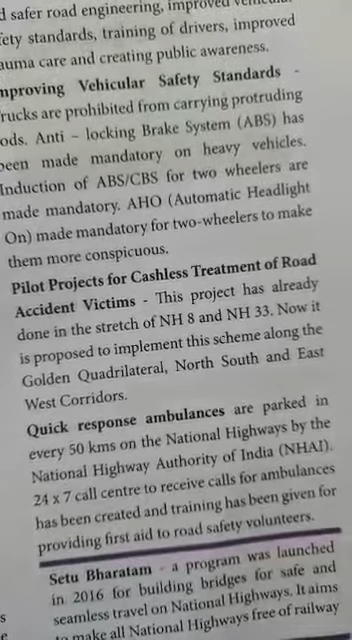 d safer road engineering, improved
fety standards, training of drivers, improved
auma care and creating public awareness.
mproving Vehicular Safety Standards -
rucks are prohibited from carrying protruding
ods. Anti – locking Brake System (ABS) has
been made mandatory on heavy vehicles.
Induction of ABS/CBS for two wheelers are
made mandatory. AHO (Automatic Headlight
On) made mandatory for two-wheelers to make
them more conspicuous.
Pilot Projects for Cashless Treatment of Road
Accident Victims - This project has already
done in the stretch of NH 8 and NH 33. Now it
is proposed to implement this scheme along the
Golden Quadrilateral, North South and East
West Corridors.
Quick response ambulances are parked in
every 50 kms on the National Highways by the
National Highway Authority of India (NHAI).
24 x 7 call centre to receive calls for ambulances
has been created and training has been given for
providing first aid to road safety volunteers.
Setu Bharatam - a program was launched
in 2016 for building bridges for safe and
seamless travel on National Highways. It aims
to make all National Highways free of railway
s
e